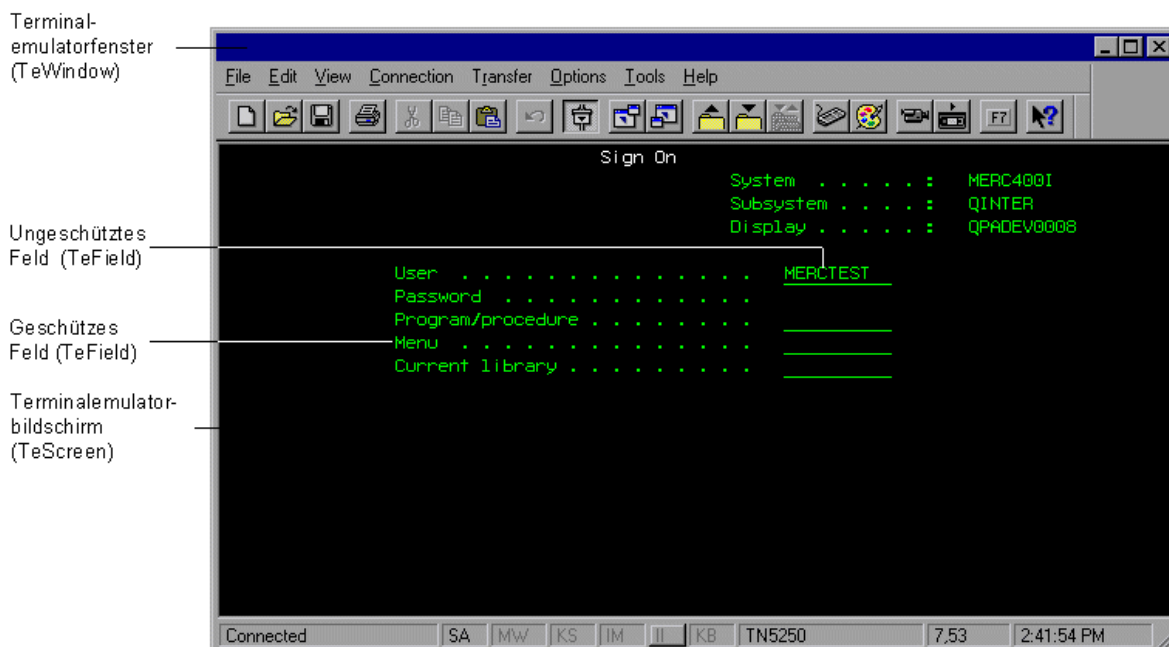 Terminal-
emulatorfenster
(TeWindow)
File Edit View Connection Transfer Options Tools Help
F7
Sign On
System . . . . . : MERC400I
Subsystem . . . . : QINTER
Display . . . . . : QPADEV0008
Ungeschütztes
Feld (TeField)
User . . . . . . . . . . . . . . MERCTEST
Password . . . . . . . . . . . .
Program/procedure . . . . . . . .
Geschützes
Feld (TeField)
Menu . . . . . . . . . . . . . .
Current library . . . . . . . . .
Terminalemulator-
bildschirm
(TeScreen)
Connected SA MW KS IM II KB TN5250 7,53 2:41:54 PM